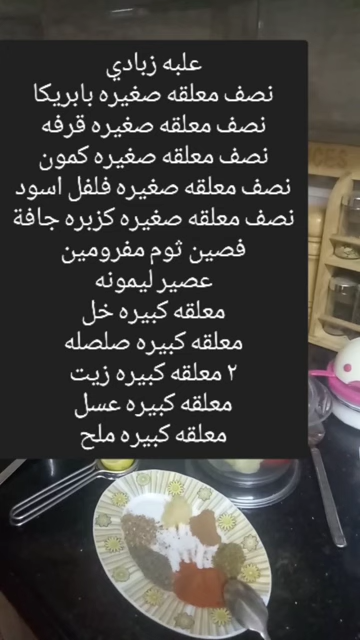 علبه زبادي
نصف معلقه صغيره بابريكا
نصف معلقه صغيره قرفه
نصف معلقه صغيره كمون
نصف معلقه صغيره فلفل اسود
نصف معلقه صغيره كزبره جافة
فصين ثوم مفرومين
عصير ليمونه
معلقه كبيره خل
معلقه كبيره صلصله
٢ معلقه كبيره زيت
معلقه كبيره عسل
معلقه كبيره ملح